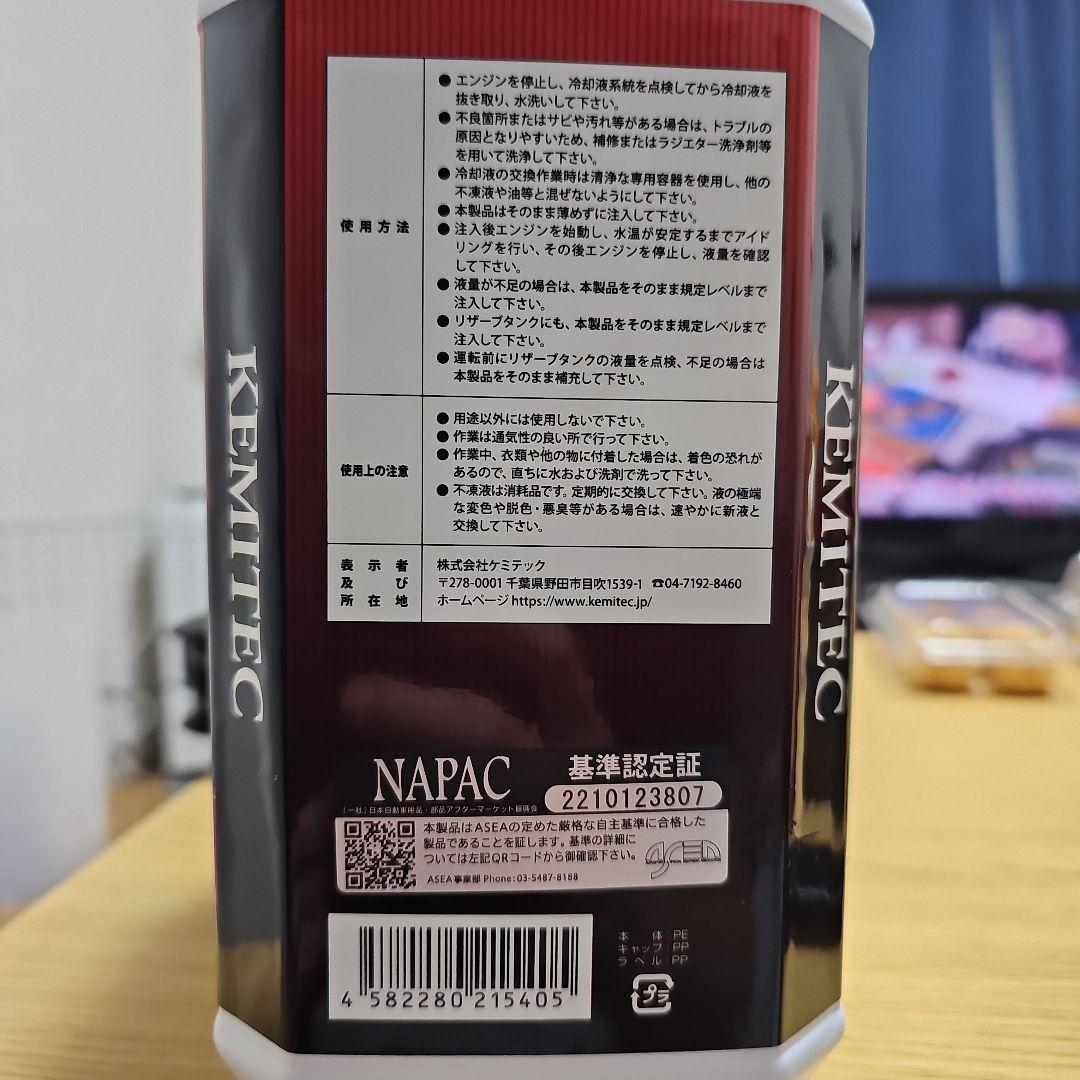 使用方法
● エンジンを停止し、冷却液系統を点検してから冷却液を
抜き取り、水洗いして下さい。
● 不良箇所またはサビや汚れ等がある場合は、トラブルの
原因となりやすいため、補修またはラジエター洗浄剤等
を用いて洗浄して下さい。
● 冷却液の交換作業時は清浄な専用容器を使用し、他の
不凍液や油等と混ぜないようにして下さい。
● 本製品はそのまま薄めずに注入して下さい。
● 注入後エンジンを始動し、水温が安定するまでアイド
リングを行い、その後エンジンを停止し、液量を確認
して下さい。
● 液量が不足の場合は、本製品をそのまま規定レベルまで
注入して下さい。
● リザーブタンクにも、本製品をそのまま規定レベルまで
注入して下さい。
● 運転前にリザーブタンクの液量を点検、不足の場合は
本製品をそのまま補充して下さい。
使用上の注意
● 用途以外には使用しないで下さい。
● 作業は通気性の良い所で行って下さい。
● 作業中、衣類や他の物に付着した場合は、着色の恐れが
あるので、直ちに水および洗剤で洗って下さい。
● 不凍液は消耗品です。定期的に交換して下さい。液の極端
な変色や脱色・悪臭等がある場合は、速やかに新液と
交換して下さい。
表示者
及び
所在地
株式会社ケミテック
〒278-0001 千葉県野田市目吹1539-1 ☎04-7192-8460
ホームページ https://www.kemitec.jp/
KEMITEC
KEMITEC
NAPAC
(一社)日本自動車用品・部品アフターマーケット振興会
基準認定証
2210123807
本製品はASEAの定めた厳格な自主基準に合格した
製品であることを証します。基準の詳細に
ついては左記QRコードから御確認下さい。
ASEA事業部 Phone:03-5487-8188
ASEA
4 582280 215405
本体:PE
キャップ:PP
ラベル:PP
プラ